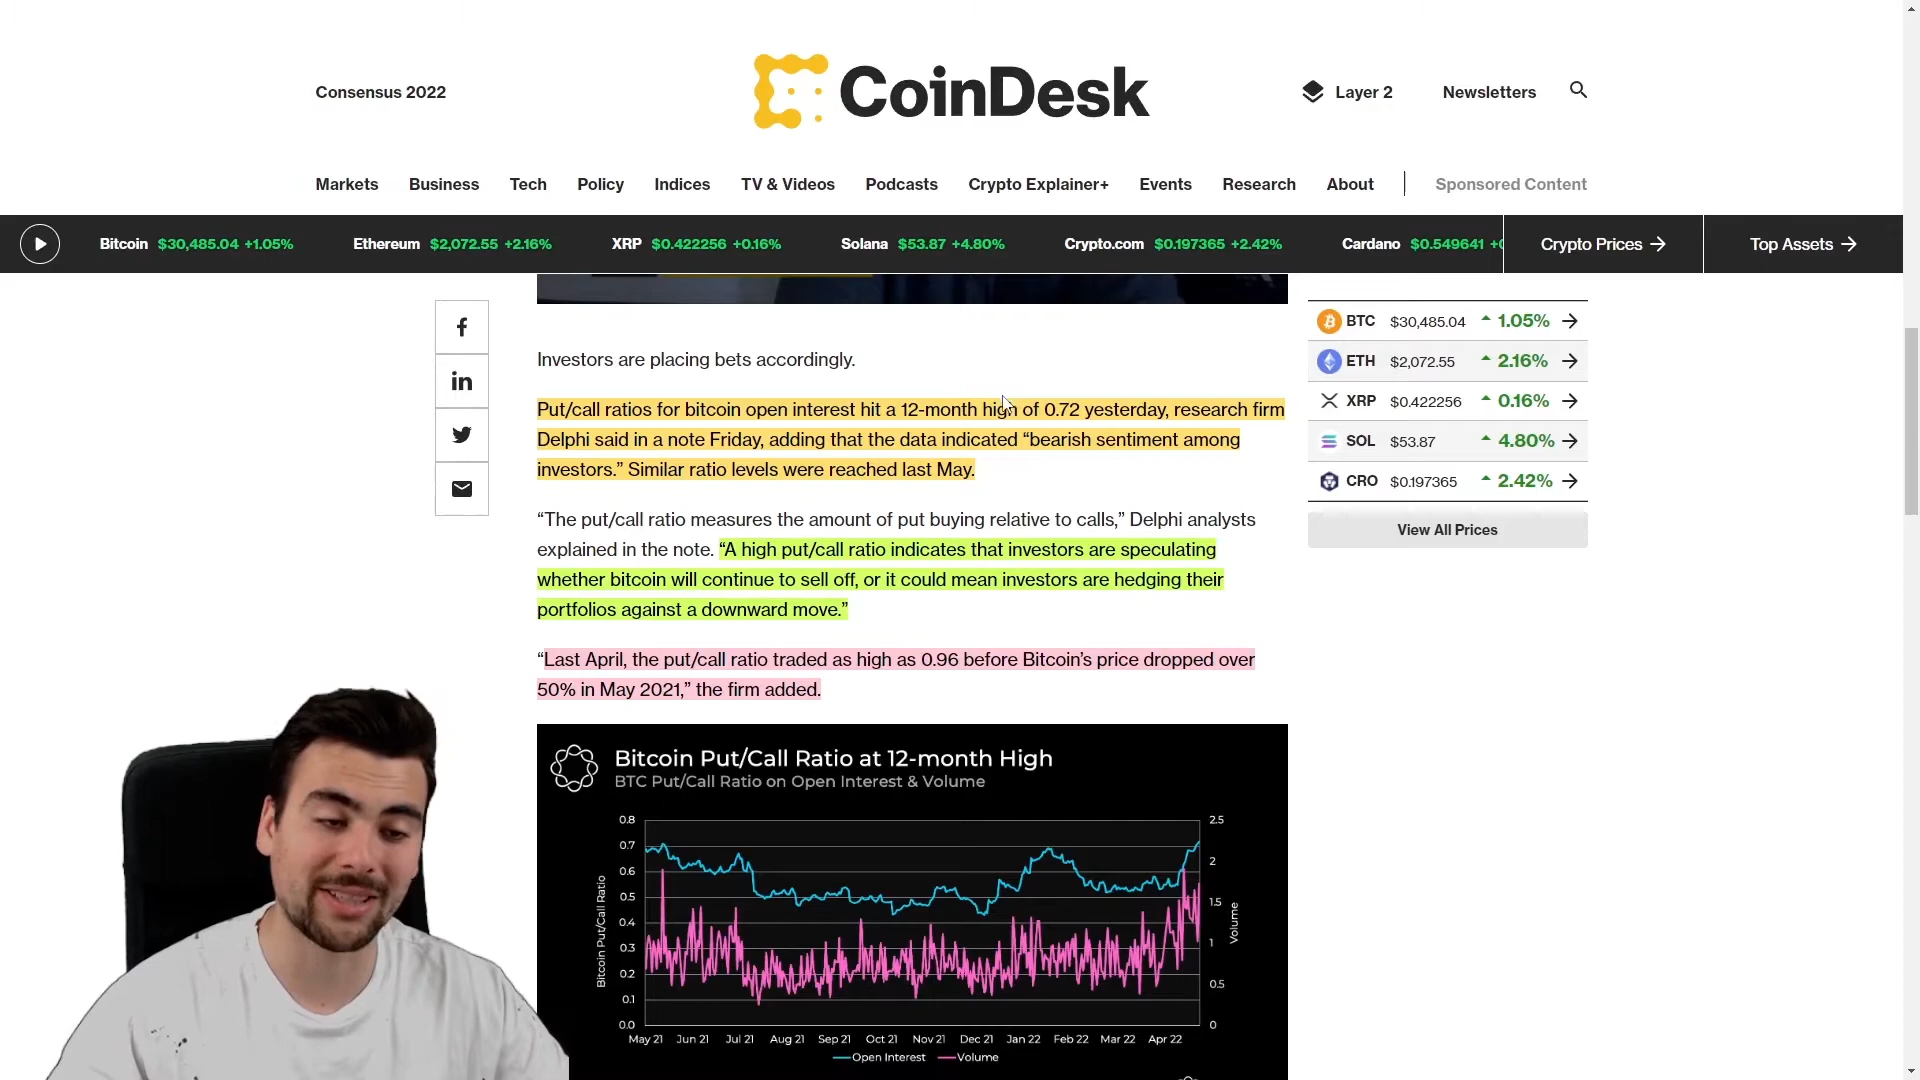 Consensus 2022
CoinDesk
Layer 2
Newsletters
Markets Business Tech Policy Indices TV & Videos Podcasts Crypto Explainer+ Events Research About Sponsored Content
Bitcoin $30,485.04 +1.05% Ethereum $2,072.55 +2.16% XRP $0.422256 +0.16% Solana $53.87 +4.80% Crypto.com $0.197365 +2.42% Cardano $0.549641 Crypto Prices Top Assets
f
in
BTC $30,485.04 1.05%
ETH $2,072.55 2.16%
XRP $0.422256 0.16%
SOL $53.87 4.80%
CRO $0.197365 2.42%
View All Prices
Investors are placing bets accordingly.
Put/call ratios for bitcoin open interest hit a 12-month high of 0.72 yesterday, research firm
Delphi said in a note Friday, adding that the data indicated “bearish sentiment among
investors.” Similar ratio levels were reached last May.
“The put/call ratio measures the amount of put buying relative to calls,” Delphi analysts
explained in the note. “A high put/call ratio indicates that investors are speculating
whether bitcoin will continue to sell off, or it could mean investors are hedging their
portfolios against a downward move.”
“Last April, the put/call ratio traded as high as 0.96 before Bitcoin’s price dropped over
50% in May 2021,” the firm added.
Bitcoin Put/Call Ratio at 12-month High
BTC Put/Call Ratio on Open Interest & Volume
Bitcoin Put/Call Ratio
0.8
0.7
0.6
0.5
0.4
0.3
0.2
0.1
0.0
2.5
2
1.5
1
0.5
0
Volume
May 21 Jun 21 Jul 21 Aug 21 Sep 21 Oct 21 Nov 21 Dec 21 Jan 22 Feb 22 Mar 22 Apr 22
Open Interest Volume